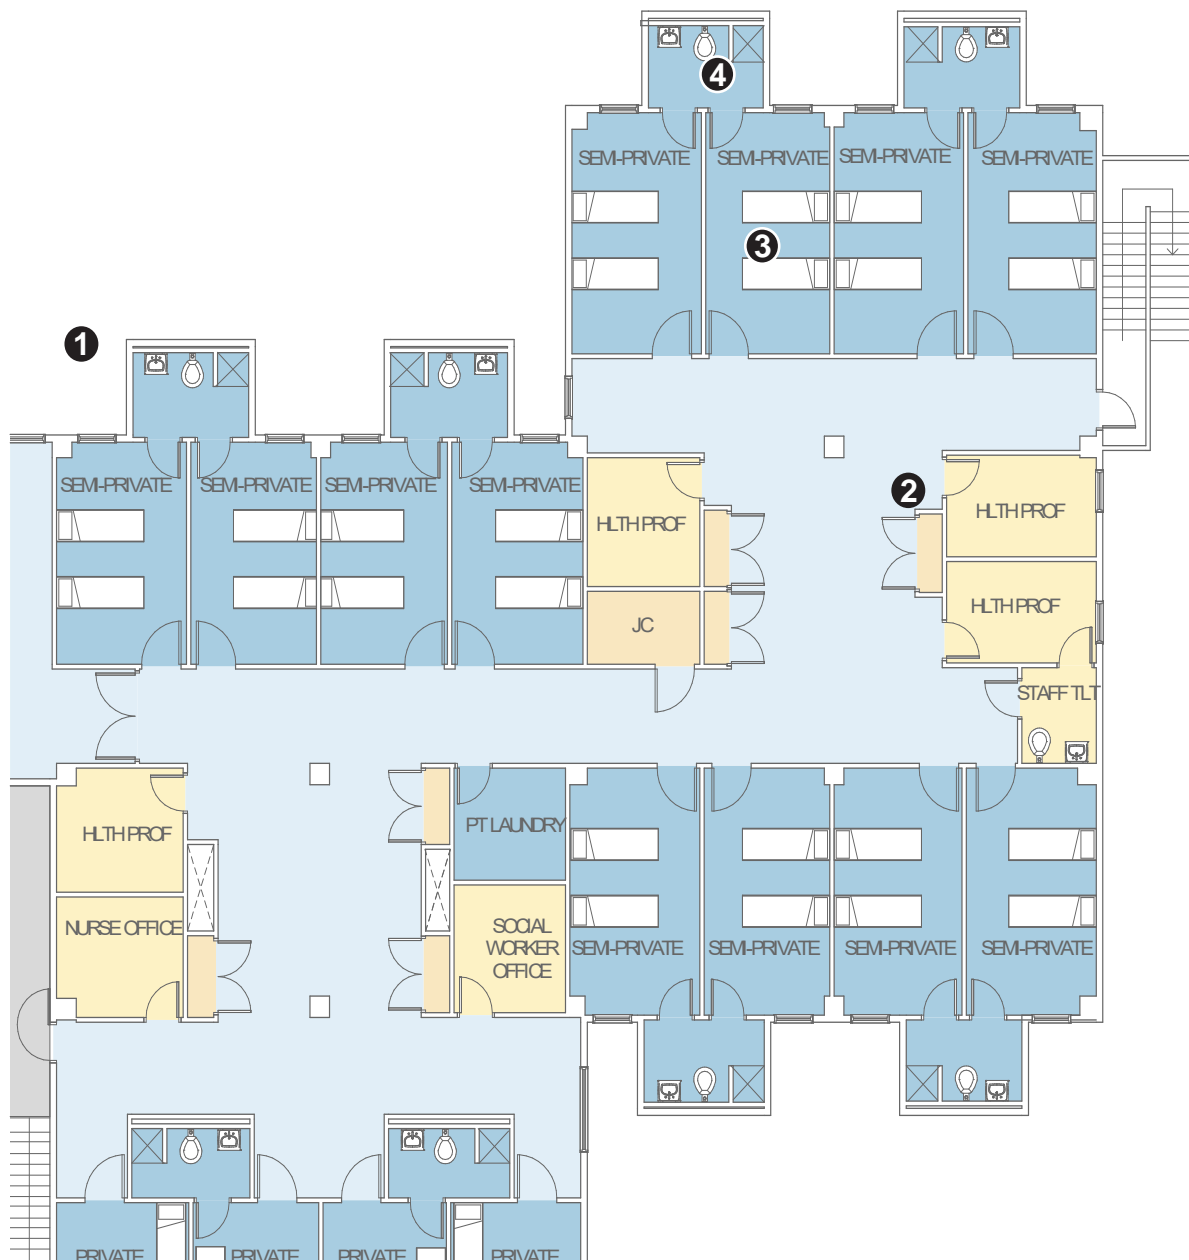 4
SEMI-PRIVATE SEMI-PRIVATE SEMI-PRIVATE SEMI-PRIVATE
3
1
SEMI-PRIVATE SEMI-PRIVATE SEMI-PRIVATE SEMI-PRIVATE
2
HLTH PROF HLTH PROF
HLTH PROF
JC
STAFF TLT
HLTH PROF PT LAUNDRY
NURSE OFFICE
SOCIAL
WORKER
OFFICE
SEMI-PRIVATE SEMI-PRIVATE SEMI-PRIVATE SEMI-PRIVATE
PRIVATE PRIVATE PRIVATE PRIVATE